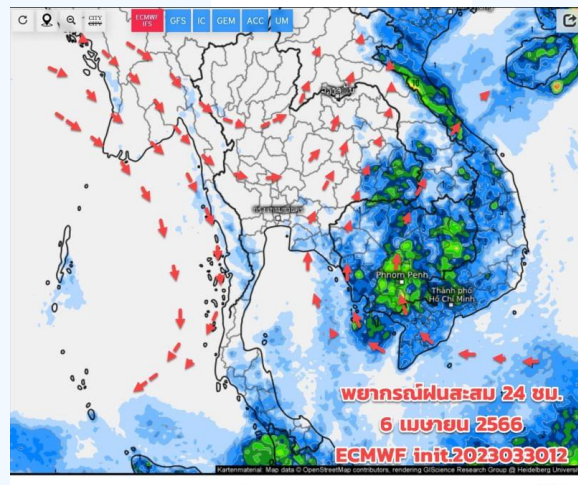 CITY
CITY
ECMWF
IFS
GFS
IC
GEM
ACC
UM
Phnom Penh
Thành phố
Hồ Chí Minh
พยากรณ์ฝนสะสม 24 ชม.
6 เมษายน 2566
ECMWF init.2023033012
Kartenmaterial: Map data © OpenStreetMap contributors, rendering GIScience Research Group @ Heidelberg Universi